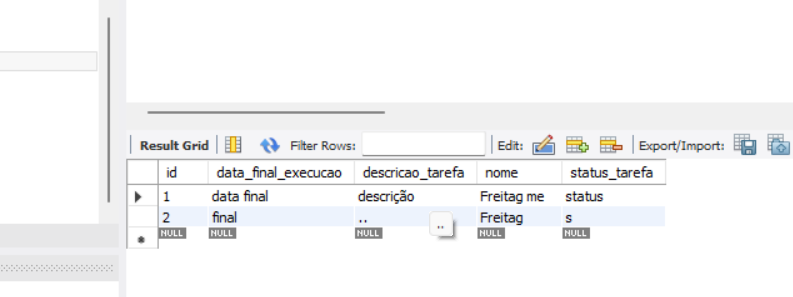 Result Grid Filter Rows: Edit: Export/Import:
id data_final_execucao descricao_tarefa nome status_tarefa
1 data final descrição Freitag me status
2 final .. Freitag s
NULL NULL NULL NULL NULL
..